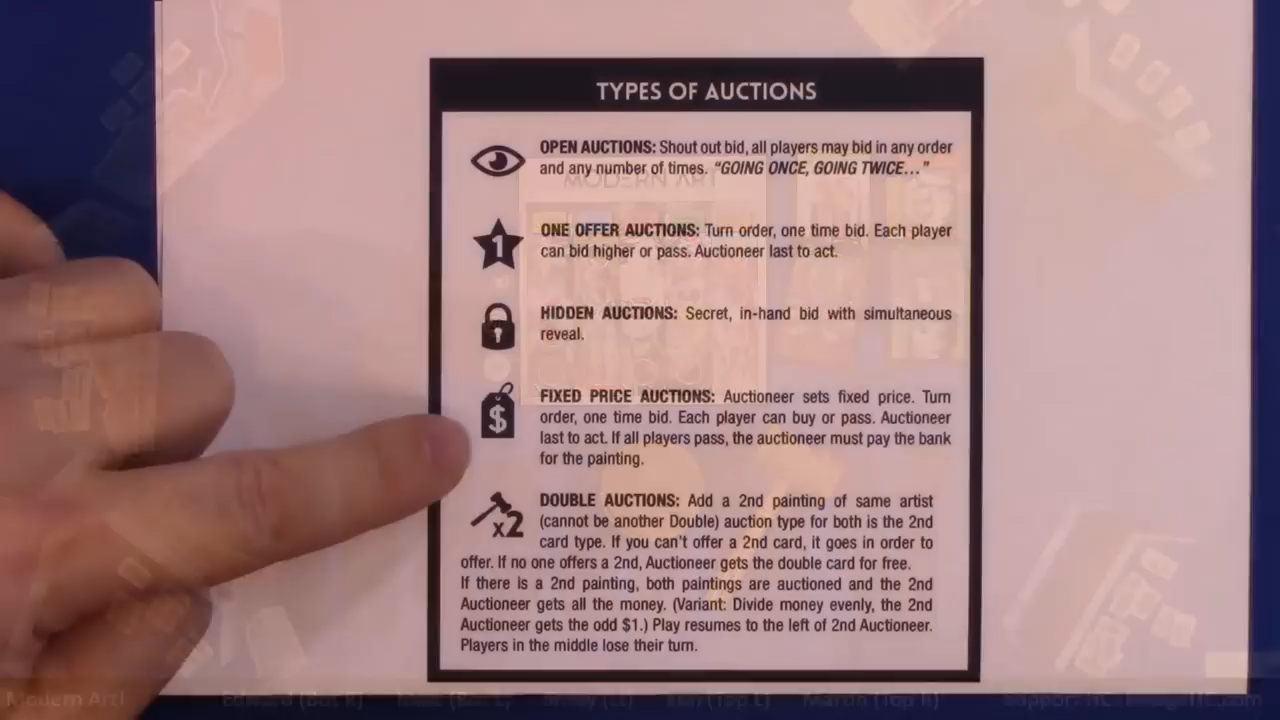 TYPES OF AUCTIONS
OPEN AUCTIONS: Shout out bid, all players may bid in any order
and any number of times. “GOING ONCE, GOING TWICE…”
MODERN ART
1
ONE OFFER AUCTIONS: Turn order, one time bid. Each player
can bid higher or pass. Auctioneer last to act.
HIDDEN AUCTIONS: Secret, in-hand bid with simultaneous
reveal.
$
FIXED PRICE AUCTIONS: Auctioneer sets fixed price. Turn
order, one time bid. Each player can buy or pass. Auctioneer
last to act. If all players pass, the auctioneer must pay the bank
for the painting.
x2
DOUBLE AUCTIONS: Add a 2nd painting of same artist
(cannot be another Double) auction type for both is the 2nd
card type. If you can't offer a 2nd card, it goes in order to
offer. If no one offers a 2nd, Auctioneer gets the double card for free.
If there is a 2nd painting, both paintings are auctioned and the 2nd
Auctioneer gets all the money. (Variant: Divide money evenly, the 2nd
Auctioneer gets the odd $1.) Play resumes to the left of 2nd Auctioneer.
Players in the middle lose their turn.
Modern Art!